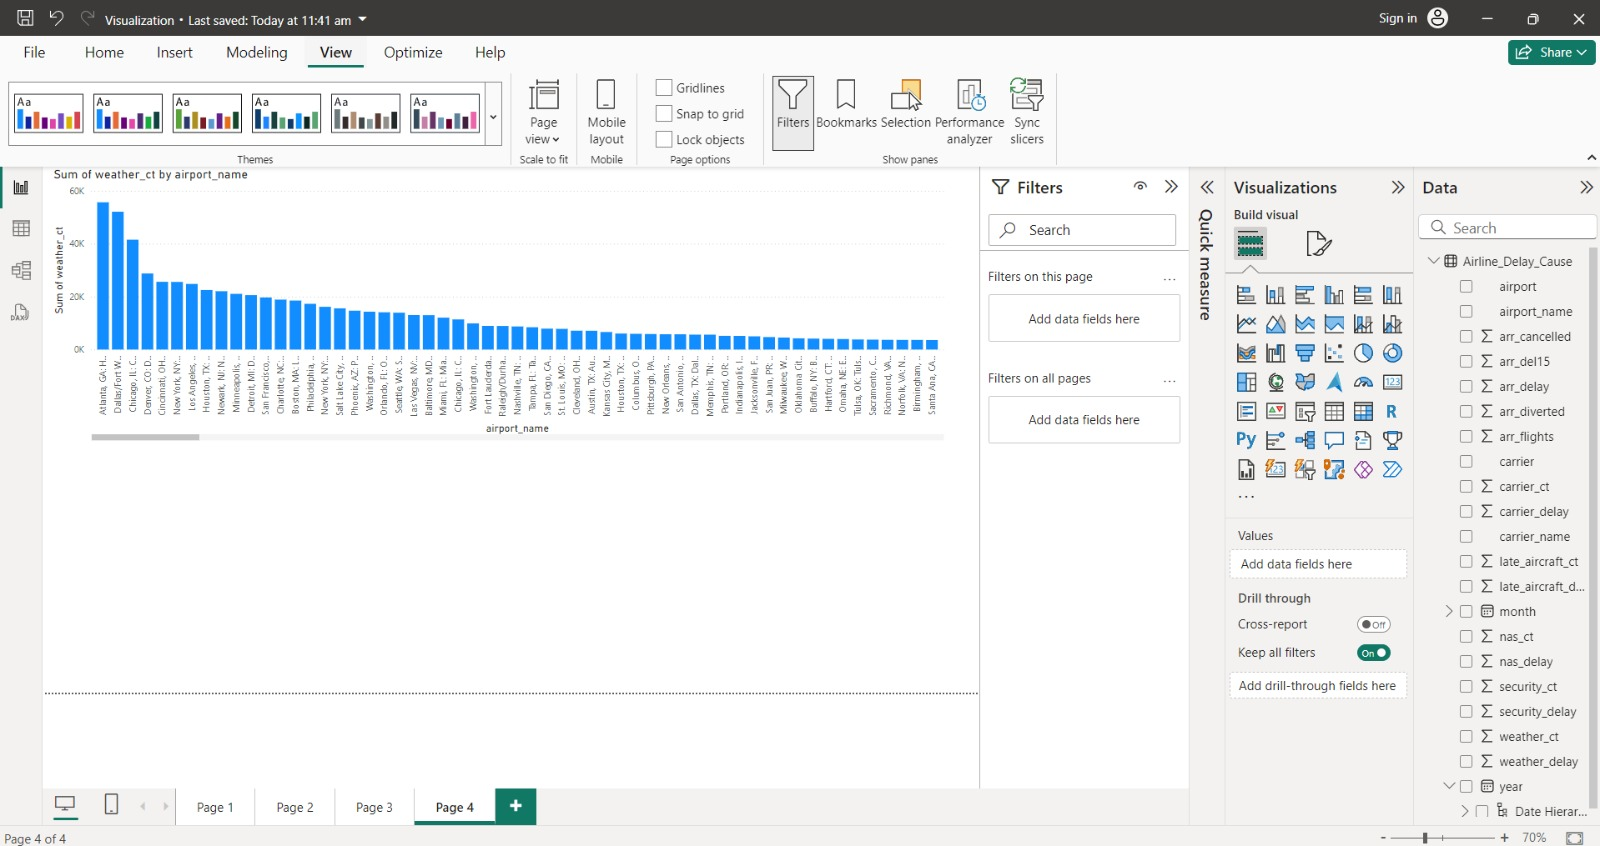 Visualization • Last saved: Today at 11:41 am
Sign in
File
Home
Insert
Modeling
View
Optimize
Help
Share
Aa
Aa
Aa
Aa
Aa
Aa
Themes
Page
view
Scale to fit
Mobile
layout
Mobile
Gridlines
Snap to grid
Lock objects
Page options
Filters
Bookmarks
Selection
Performance
analyzer
Sync
slicers
Show panes
Sum of weather_ct by airport_name
60K
40K
20K
0K
Sum of weather_ct
Atlanta, GA: H...
Dallas/Fort W...
Chicago, IL: C...
Denver, CO: D...
Cincinnati, OH...
New York, NY:...
Los Angeles, ...
Houston, TX: ...
Newark, NJ: N...
Minneapolis, ...
Detroit, MI: D...
San Francisco,...
Charlotte, NC:...
Boston, MA: L...
Philadelphia, ...
New York, NY:...
Salt Lake City,...
Phoenix, AZ: P...
Washington, ...
Orlando, FL: O...
Seattle, WA: S...
Las Vegas, NV:...
Baltimore, MD...
Miami, FL: Mia...
Chicago, IL: C...
Washington, ...
Fort Lauderda...
Raleigh/Durha...
Nashville, TN: ...
Tampa, FL: Ta...
San Diego, CA...
St. Louis, MO: ...
Cleveland, OH...
Austin, TX: Au...
Kansas City, M...
Houston, TX: ...
Columbus, O...
Pittsburgh, PA...
New Orleans, ...
San Antonio, ...
Dallas, TX: Dal...
Memphis, TN: ...
Portland, OR: ...
Indianapolis, I...
Jacksonville, F...
San Juan, PR: ...
Milwaukee, W...
Oklahoma Cit...
Buffalo, NY: B...
Hartford, CT: ...
Omaha, NE: E...
Tulsa, OK: Tuls...
Sacramento, C...
Richmond, VA...
Norfolk, VA: N...
Birmingham, ...
Santa Ana, CA...
airport_name
Filters
Search
Filters on this page
...
Add data fields here
Filters on all pages
...
Add data fields here
Quick measure
Visualizations
Build visual
123
R
Py
123
...
Values
Add data fields here
Drill through
Cross-report
Off
Keep all filters
On
Add drill-through fields here
Data
Search
Airline_Delay_Cause
airport
airport_name
∑ arr_cancelled
∑ arr_del15
∑ arr_delay
∑ arr_diverted
∑ arr_flights
carrier
∑ carrier_ct
∑ carrier_delay
carrier_name
∑ late_aircraft_ct
∑ late_aircraft_d...
month
∑ nas_ct
∑ nas_delay
∑ security_ct
∑ security_delay
∑ weather_ct
∑ weather_delay
year
Date Hierar...
Page 1
Page 2
Page 3
Page 4
+
Page 4 of 4
- + 70%